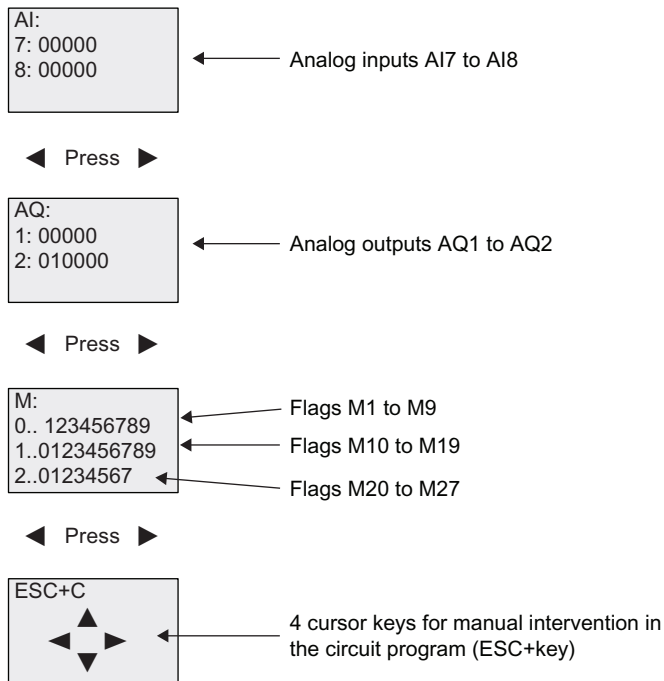 AI:
7: 00000
8: 00000
Analog inputs AI7 to AI8
Press
AQ:
1: 00000
2: 010000
Analog outputs AQ1 to AQ2
Press
M:
0.. 123456789
1..0123456789
2..01234567
Flags M1 to M9
Flags M10 to M19
Flags M20 to M27
Press
ESC+C
4 cursor keys for manual intervention in
the circuit program (ESC+key)